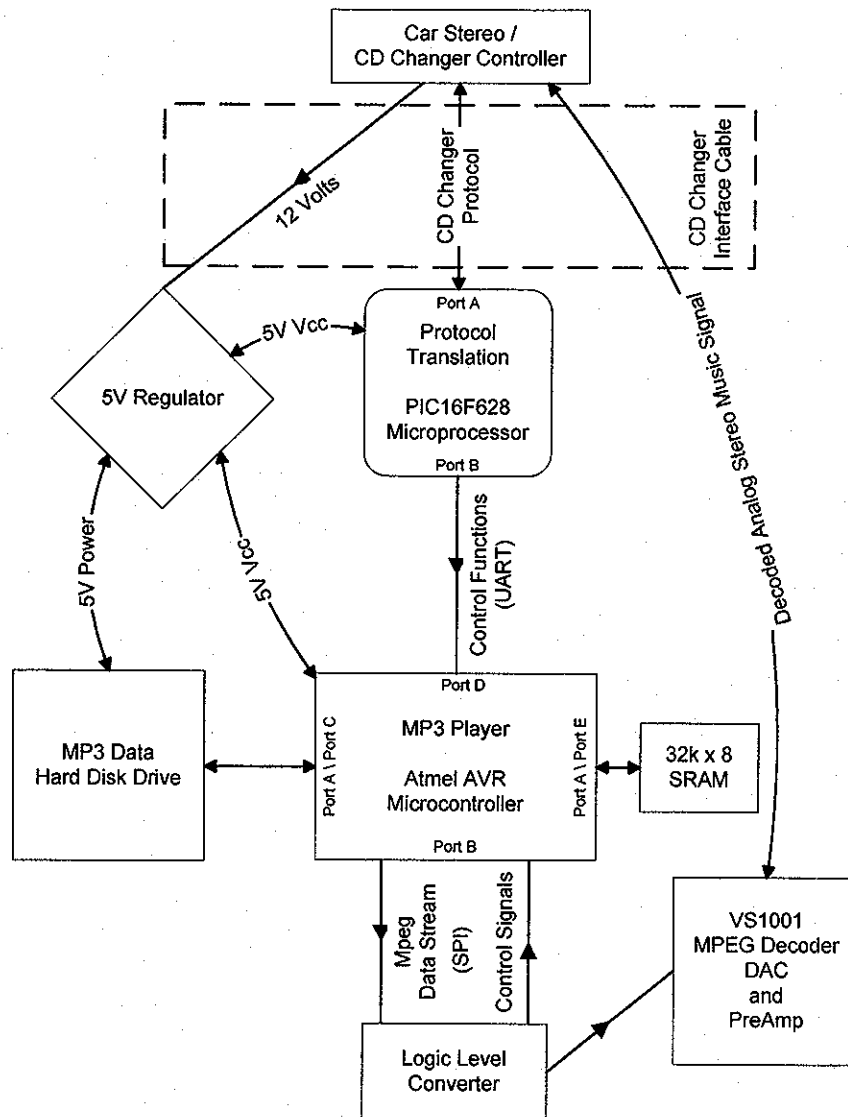 Car Stereo /
CD Changer Controller
12 Volts
CD Changer
Protocol
CD Changer
Interface Cable
Port A
Protocol
Translation
PIC16F628
Microprocessor
Port B
5V Vcc
5V Regulator
5V Power
5V Vcc
Control Functions
(UART)
Decoded Analog Stereo Music Signal
MP3 Data
Hard Disk Drive
Port D
Port A \ Port C
MP3 Player
Atmel AVR
Microcontroller
Port A \ Port E
Port B
32k x 8
SRAM
Mpeg
Data Stream
(SPI)
Control Signals
VS1001
MPEG Decoder
DAC
and
PreAmp
Logic Level
Converter